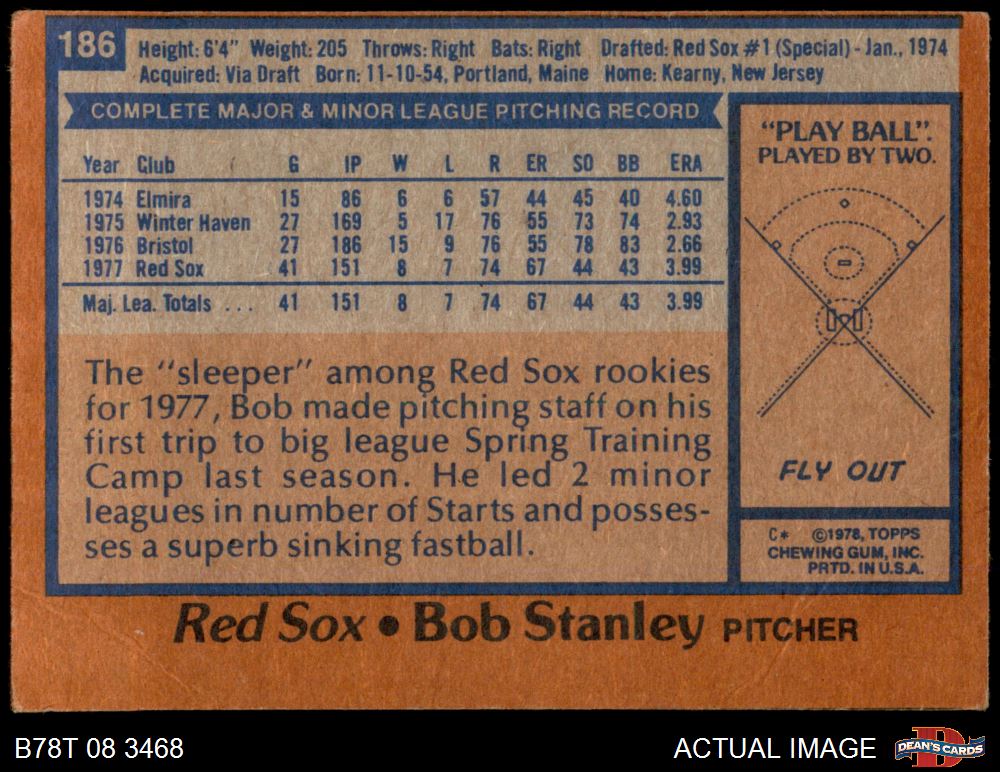 186
Height: 6'4" Weight: 205 Throws: Right Bats: Right Drafted: Red Sox #1 (Special) - Jan., 1974
Acquired: Via Draft Born: 11-10-54, Portland, Maine Home: Kearny, New Jersey
COMPLETE MAJOR & MINOR LEAGUE PITCHING RECORD
Year Club G IP W L R ER SO BB ERA
1974 Elmira 15 86 6 6 57 44 45 40 4.60
1975 Winter Haven 27 169 5 17 76 55 73 74 2.93
1976 Bristol 27 186 15 9 76 55 78 83 2.66
1977 Red Sox 41 151 8 7 74 67 44 43 3.99
Maj. Lea. Totals ... 41 151 8 7 74 67 44 43 3.99
The "sleeper" among Red Sox rookies
for 1977, Bob made pitching staff on his
first trip to big league Spring Training
Camp last season. He led 2 minor
leagues in number of Starts and posses-
ses a superb sinking fastball.
"PLAY BALL".
PLAYED BY TWO.
FLY OUT
C* ©1978, TOPPS
CHEWING GUM, INC.
PRTD. IN U.S.A.
Red Sox • Bob Stanley PITCHER
B78T 08 3468
ACTUAL IMAGE
D
DEAN'S CARDS